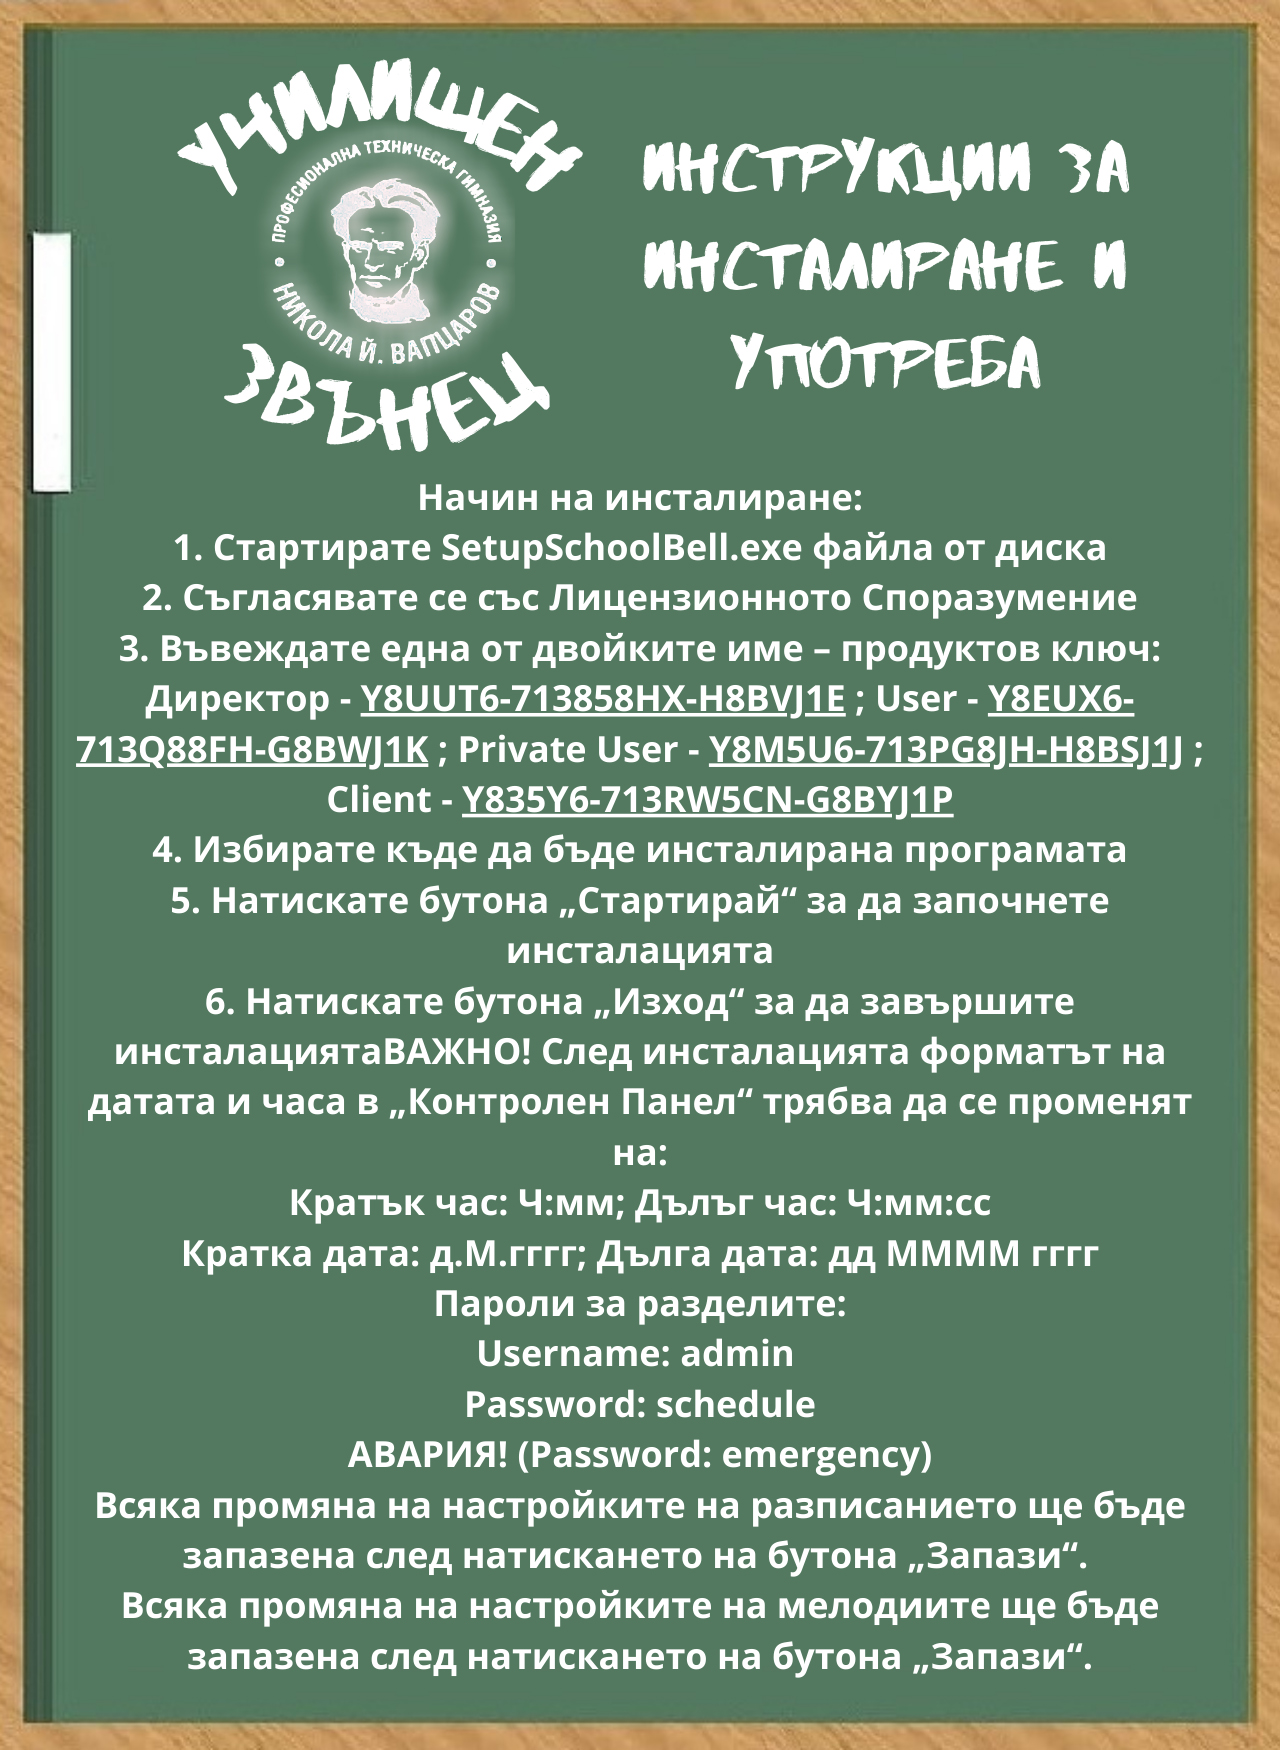 УЧИЛИЩЕН
ПРОФЕСИОНАЛНА ТЕХНИЧЕСКА ГИМНАЗИЯ
• НИКОЛА Й. ВАПЦАРОВ •
ЗВЪНЕЦ
ИНСТРУКЦИИ ЗА
ИНСТАЛИРАНЕ И
УПОТРЕБА
Начин на инсталиране:
1. Стартирате SetupSchoolBell.exe файла от диска
2. Съгласявате се със Лицензионното Споразумение
3. Въвеждате една от двойките име – продуктов ключ:
Директор - Y8UUT6-713858HX-H8BVJ1E ; User - Y8EUX6-
713Q88FH-G8BWJ1K ; Private User - Y8M5U6-713PG8JH-H8BSJ1J ;
Client - Y835Y6-713RW5CN-G8BYJ1P
4. Избирате къде да бъде инсталирана програмата
5. Натискате бутона „Стартирай“ за да започнете
инсталацията
6. Натискате бутона „Изход“ за да завършите
инсталациятаВАЖНО! След инсталацията форматът на
датата и часа в „Контролен Панел“ трябва да се променят
на:
Кратък час: Ч:мм; Дълъг час: Ч:мм:сс
Кратка дата: д.М.гггг; Дълга дата: дд ММММ гггг
Пароли за разделите:
Username: admin
Password: schedule
АВАРИЯ! (Password: emergency)
Всяка промяна на настройките на разписанието ще бъде
запазена след натискането на бутона „Запази“.
Всяка промяна на настройките на мелодиите ще бъде
запазена след натискането на бутона „Запази“.